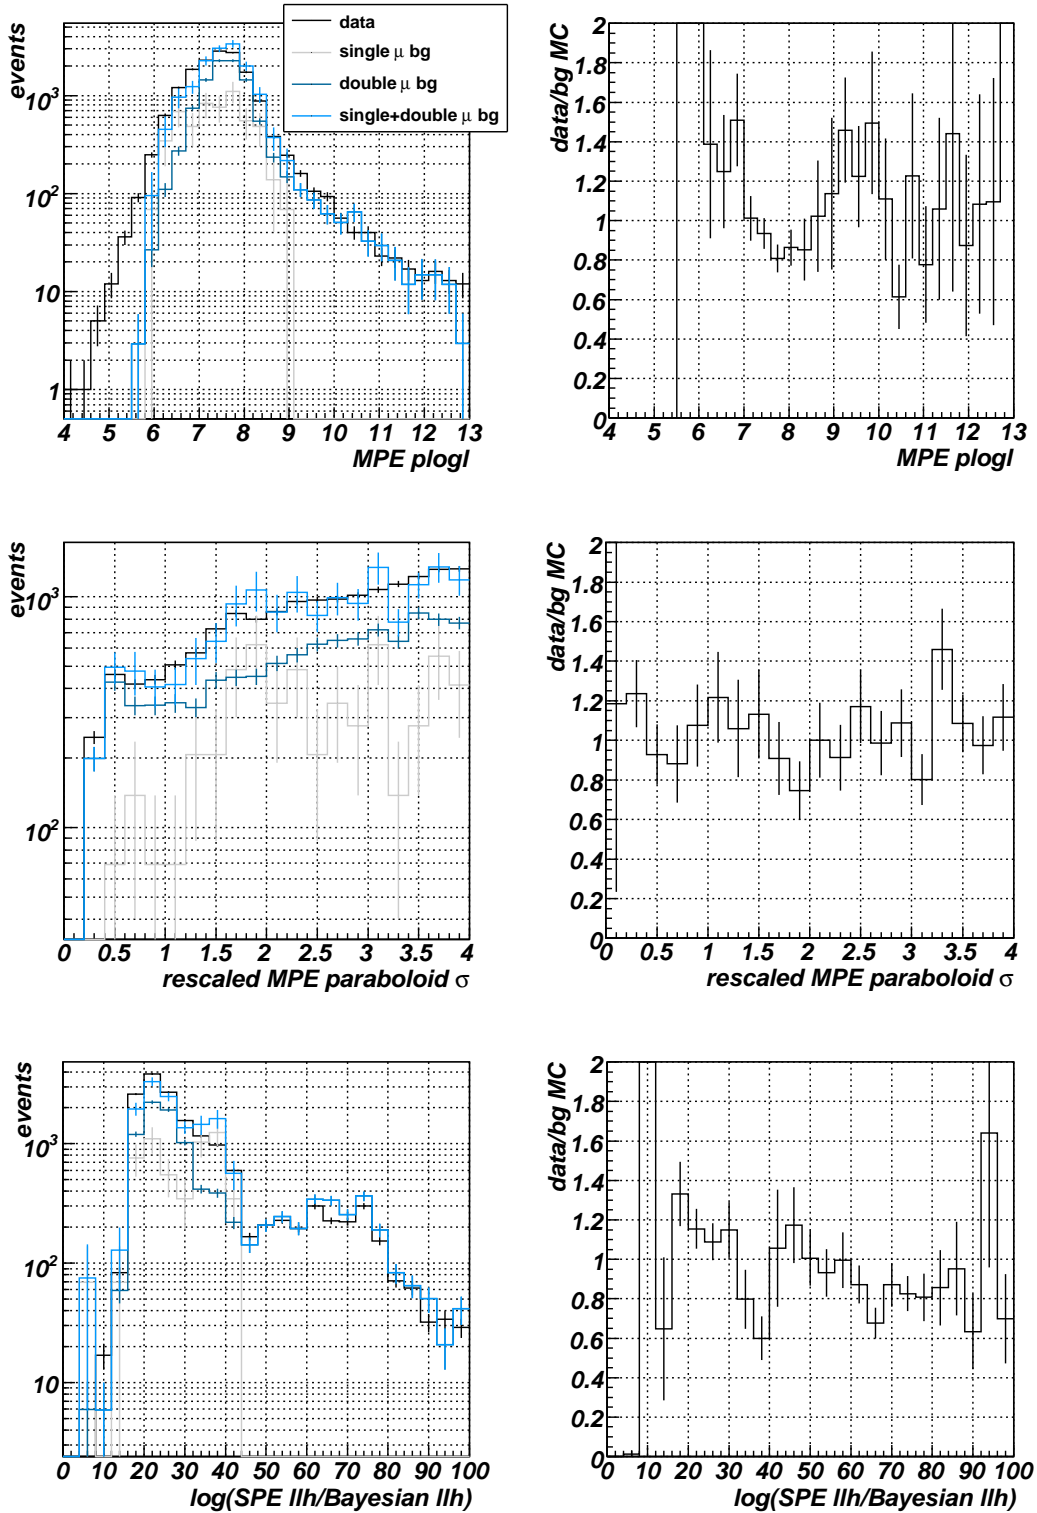 events
10³
10²
10
1
4 5 6 7 8 9 10 11 12 13
MPE plogl
data
single μ bg
double μ bg
single+double μ bg
data/bg MC
2
1.8
1.6
1.4
1.2
1
0.8
0.6
0.4
0.2
0
4 5 6 7 8 9 10 11 12 13
MPE plogl
events
10³
10²
0 0.5 1 1.5 2 2.5 3 3.5 4
rescaled MPE paraboloid σ
data/bg MC
2
1.8
1.6
1.4
1.2
1
0.8
0.6
0.4
0.2
0
0 0.5 1 1.5 2 2.5 3 3.5 4
rescaled MPE paraboloid σ
events
10³
10²
10
0 10 20 30 40 50 60 70 80 90 100
log(SPE llh/Bayesian llh)
data/bg MC
2
1.8
1.6
1.4
1.2
1
0.8
0.6
0.4
0.2
0
0 10 20 30 40 50 60 70 80 90 100
log(SPE llh/Bayesian llh)